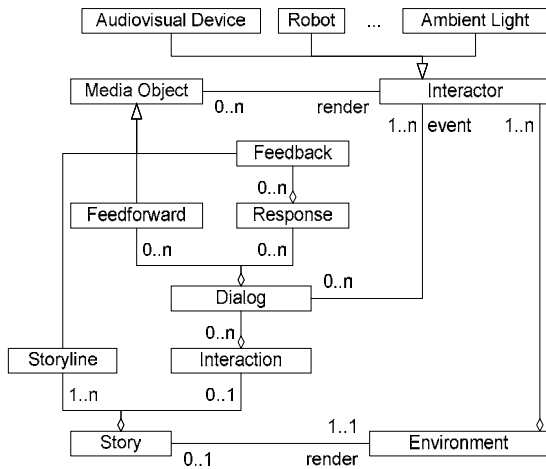 Audiovisual Device
Robot
...
Ambient Light
Media Object
Interactor
0..n
render
1..n
event
1..n
Feedback
0..n
Feedforward
Response
0..n
0..n
0..n
Dialog
0..n
Storyline
Interaction
1..n
0..1
1..1
Story
Environment
0..1
render